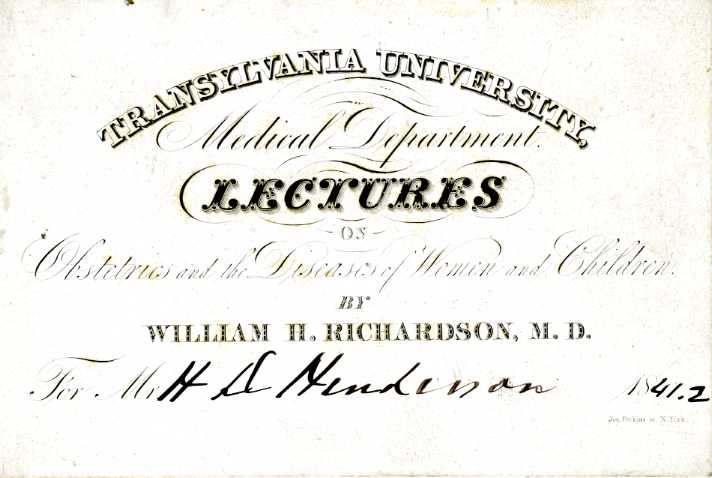 TRANSYLVANIA UNIVERSITY,
Medical Department.
LECTURES
ON
Obstetrics and the Diseases of Women and Children.
BY
WILLIAM H. RICHARDSON, M. D.
For Mr H D Henderson 1841.2
N. York.